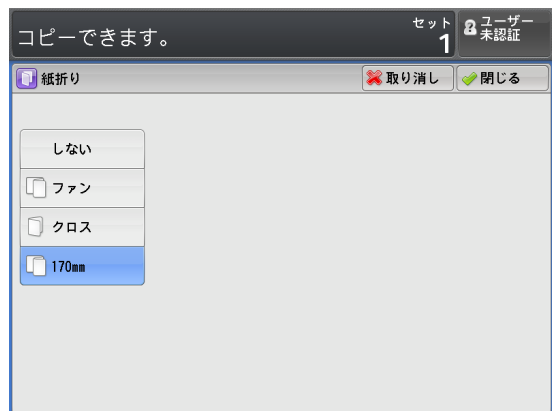 コピーできます。
セット
1
ユーザー
未認証
紙折り
取り消し
閉じる
しない
ファン
クロス
170mm